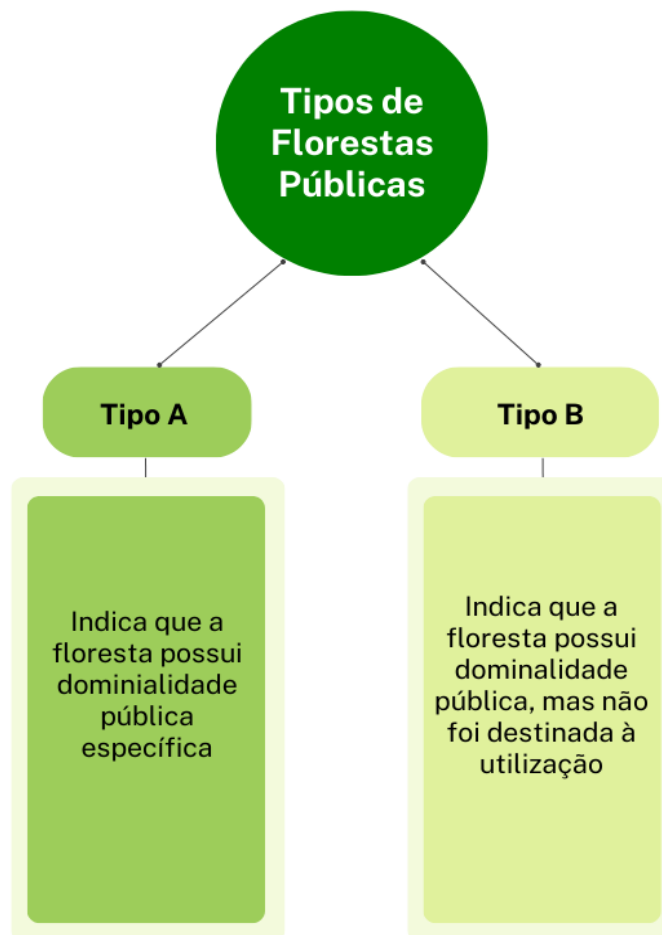 Tipos de
Florestas
Públicas
Tipo A
Indica que a
floresta possui
dominialidade
pública
específica
Tipo B
Indica que a
floresta possui
dominalidade
pública, mas não
foi destinada à
utilização